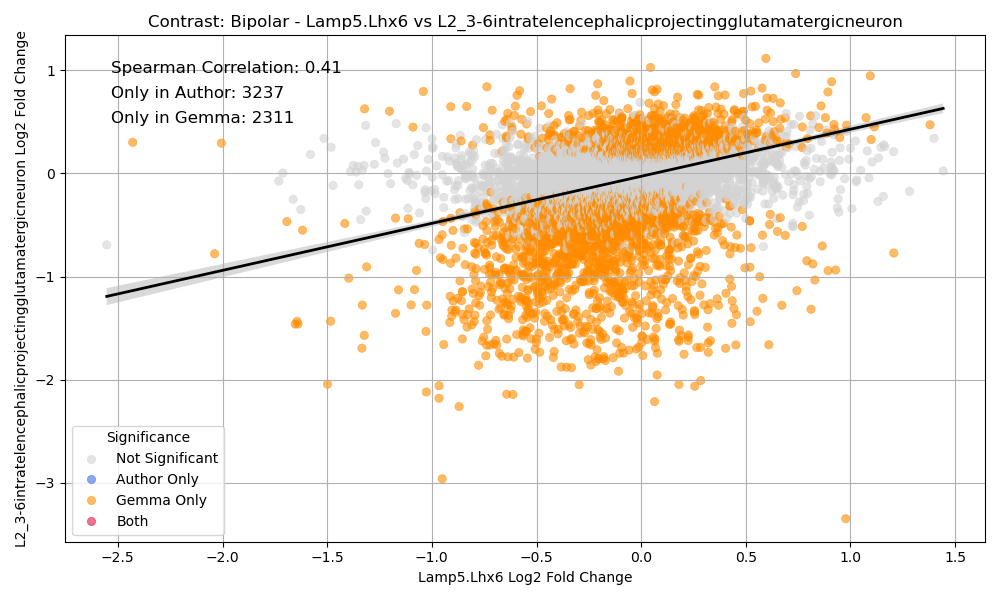 Contrast: Bipolar - Lamp5.Lhx6 vs L2_3-6intratelencephalicprojectingglutamatergicneuron
Spearman Correlation: 0.41
Only in Author: 3237
Only in Gemma: 2311
L2_3-6intratelencephalicprojectingglutamatergicneuron Log2 Fold Change
1
0
−1
−2
−3
Significance
Not Significant
Author Only
Gemma Only
Both
−2.5 −2.0 −1.5 −1.0 −0.5 0.0 0.5 1.0 1.5
Lamp5.Lhx6 Log2 Fold Change